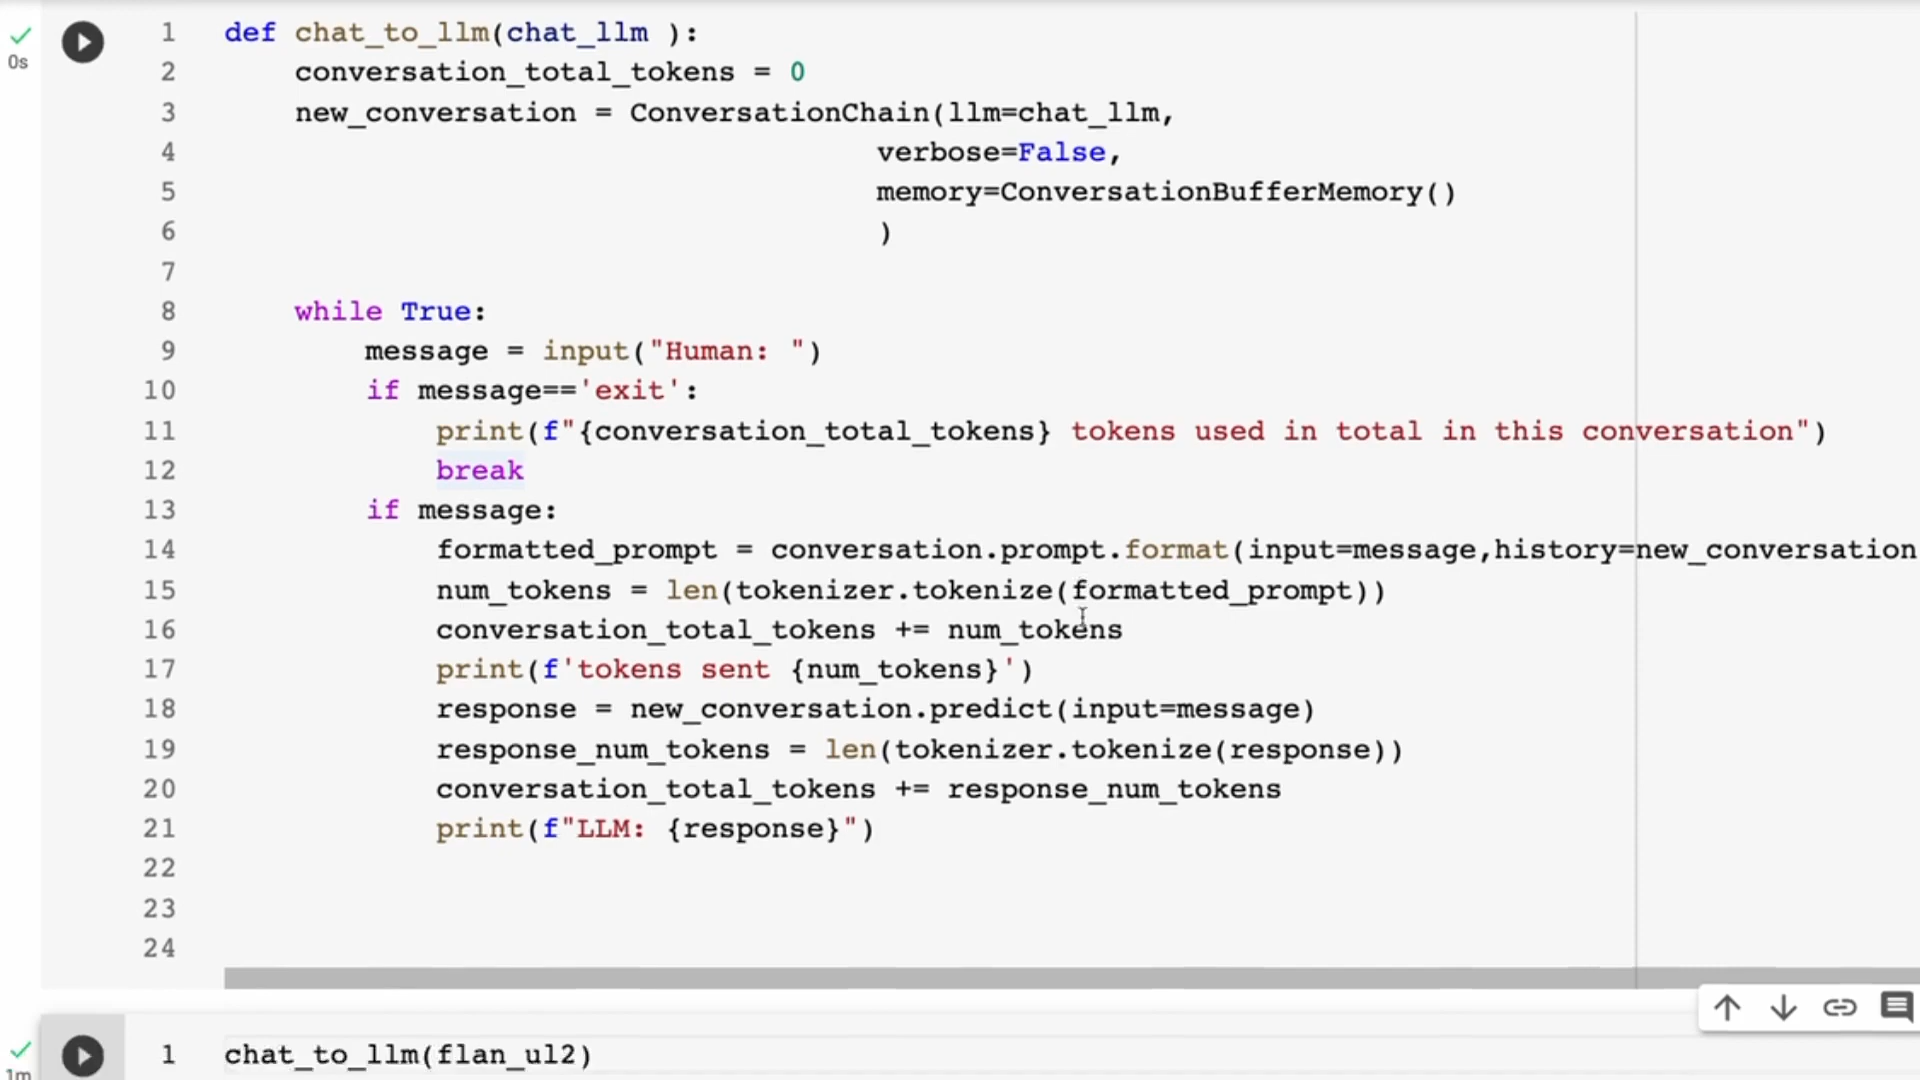 0s
1 def chat_to_llm(chat_llm ):
2 conversation_total_tokens = 0
3 new_conversation = ConversationChain(llm=chat_llm,
4 verbose=False,
5 memory=ConversationBufferMemory()
6 )
7
8 while True:
9 message = input("Human: ")
10 if message=='exit':
11 print(f"{conversation_total_tokens} tokens used in total in this conversation")
12 break
13 if message:
14 formatted_prompt = conversation.prompt.format(input=message,history=new_conversation
15 num_tokens = len(tokenizer.tokenize(formatted_prompt))
16 conversation_total_tokens += num_tokens
17 print(f'tokens sent {num_tokens}')
18 response = new_conversation.predict(input=message)
19 response_num_tokens = len(tokenizer.tokenize(response))
20 conversation_total_tokens += response_num_tokens
21 print(f"LLM: {response}")
22
23
24
1 chat_to_llm(flan_ul2)
1m